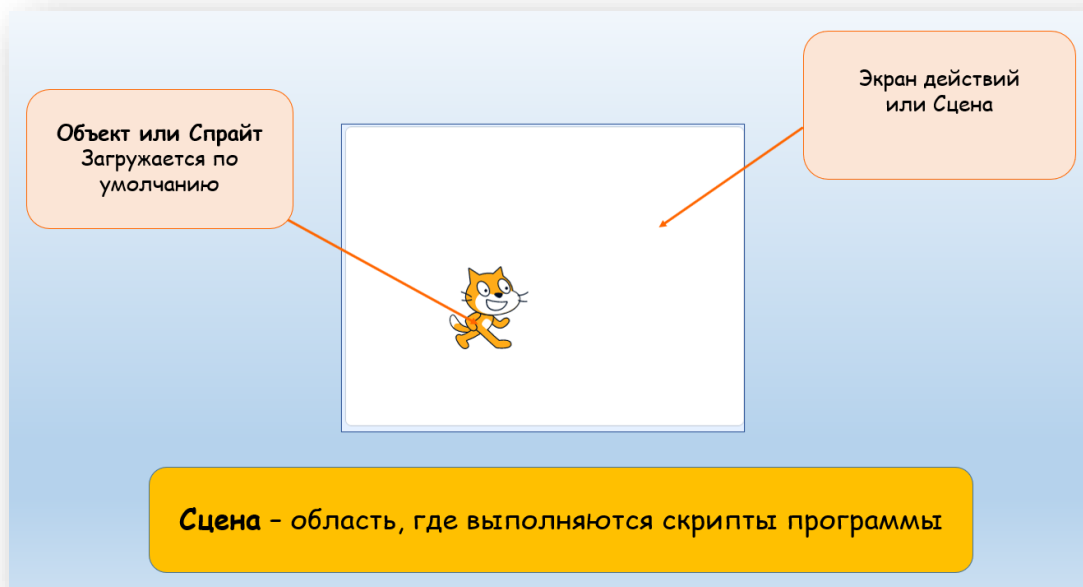 Экран действий
или Сцена
Объект или Спрайт
Загружается по
умолчанию
Сцена – область, где выполняются скрипты программы